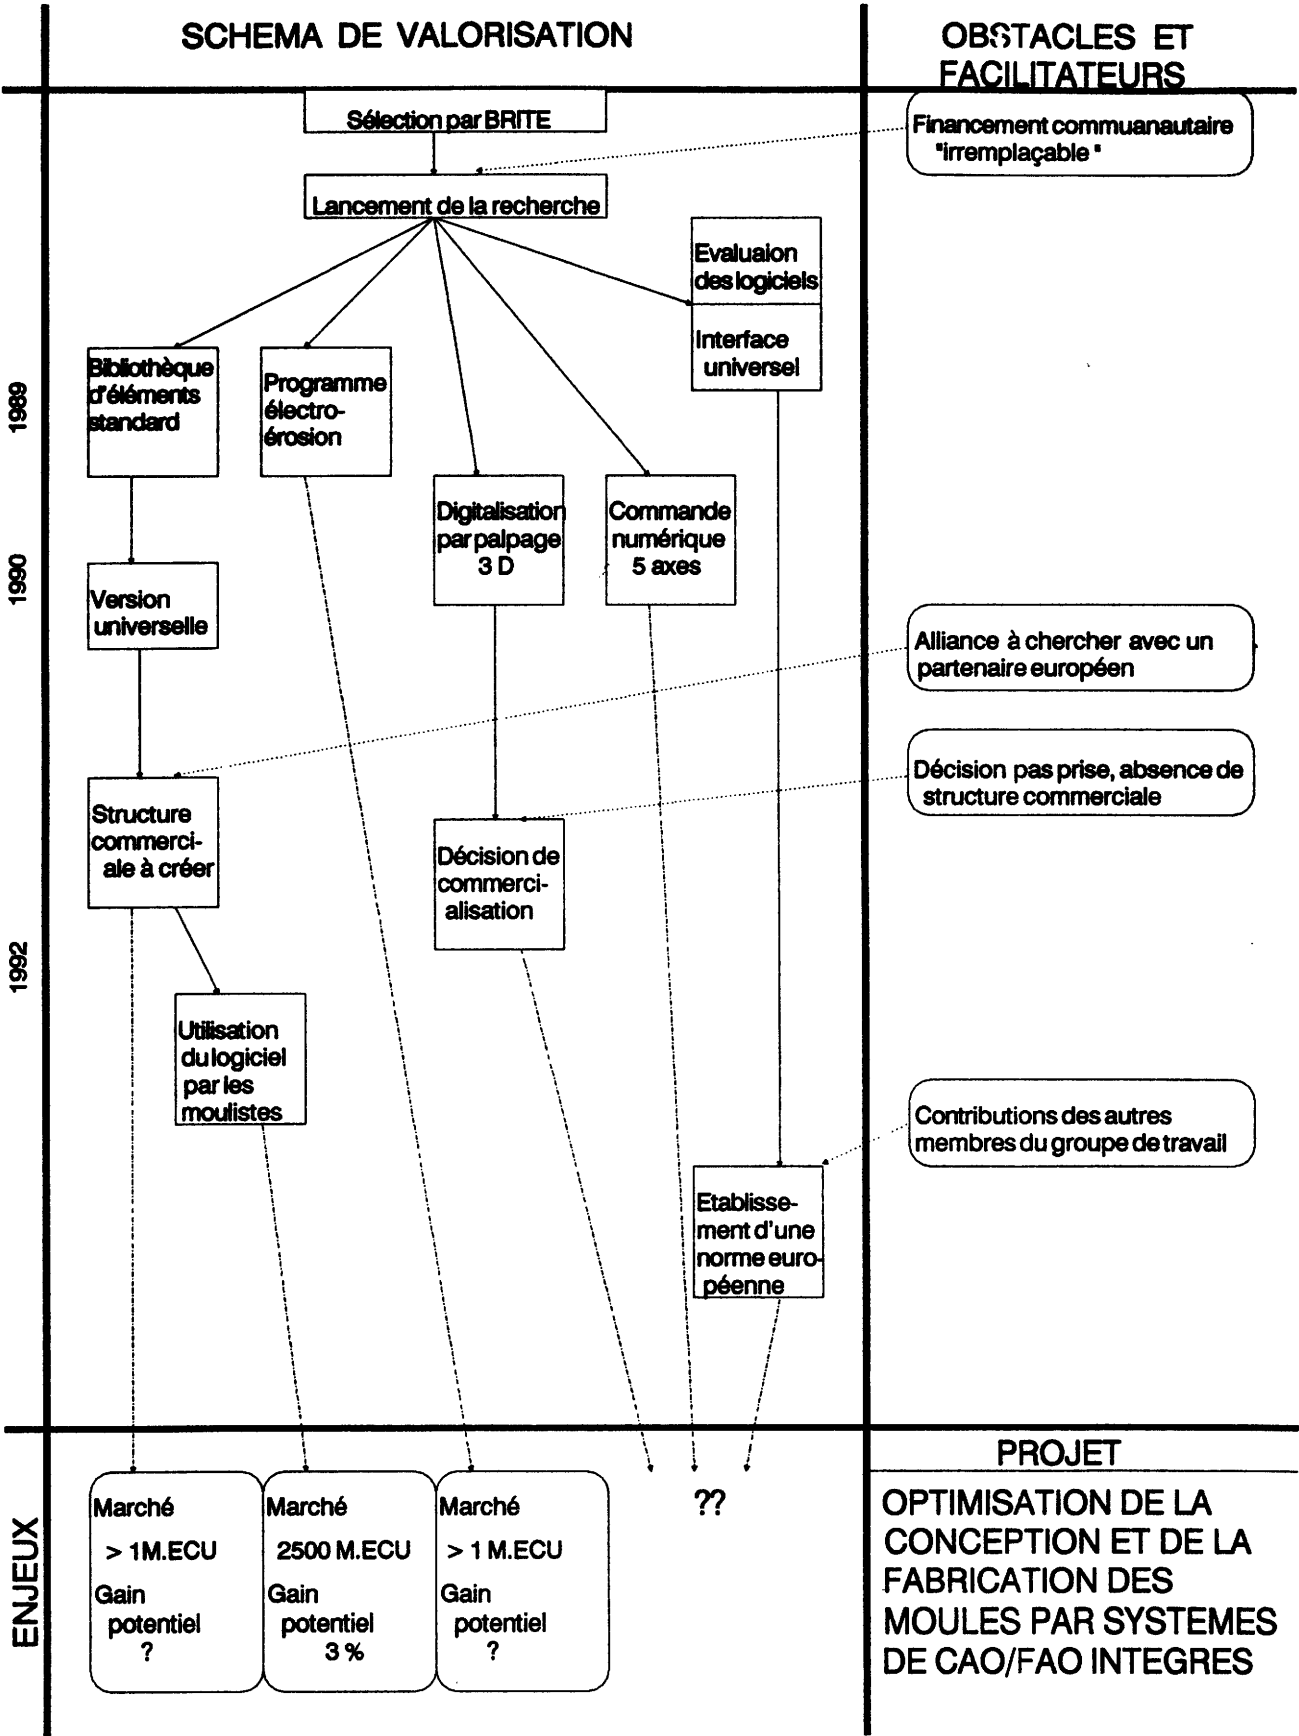 SCHEMA DE VALORISATION
OBSTACLES ET
FACILITATEURS
Sélection par BRITE
Financement commuanautaire
"irremplaçable "
Lancement de la recherche
Evaluaion
des logiciels
Interface
universel
1989
Bibliothèque
d'éléments
standard
Programme
électro-
érosion
Digitalisation
par palpage
3 D
Commande
numérique
5 axes
1990
Version
universelle
Alliance à chercher avec un
partenaire européen
Décision pas prise, absence de
structure commerciale
Structure
commerci-
ale à créer
Décision de
commerci-
alisation
1992
Utilisation
du logiciel
par les
moulistes
Contributions des autres
membres du groupe de travail
Etablisse-
ment d'une
norme euro-
péenne
ENJEUX
Marché
> 1M.ECU
Gain
potentiel
?
Marché
2500 M.ECU
Gain
potentiel
3 %
Marché
> 1 M.ECU
Gain
potentiel
?
??
PROJET
OPTIMISATION DE LA
CONCEPTION ET DE LA
FABRICATION DES
MOULES PAR SYSTEMES
DE CAO/FAO INTEGRES